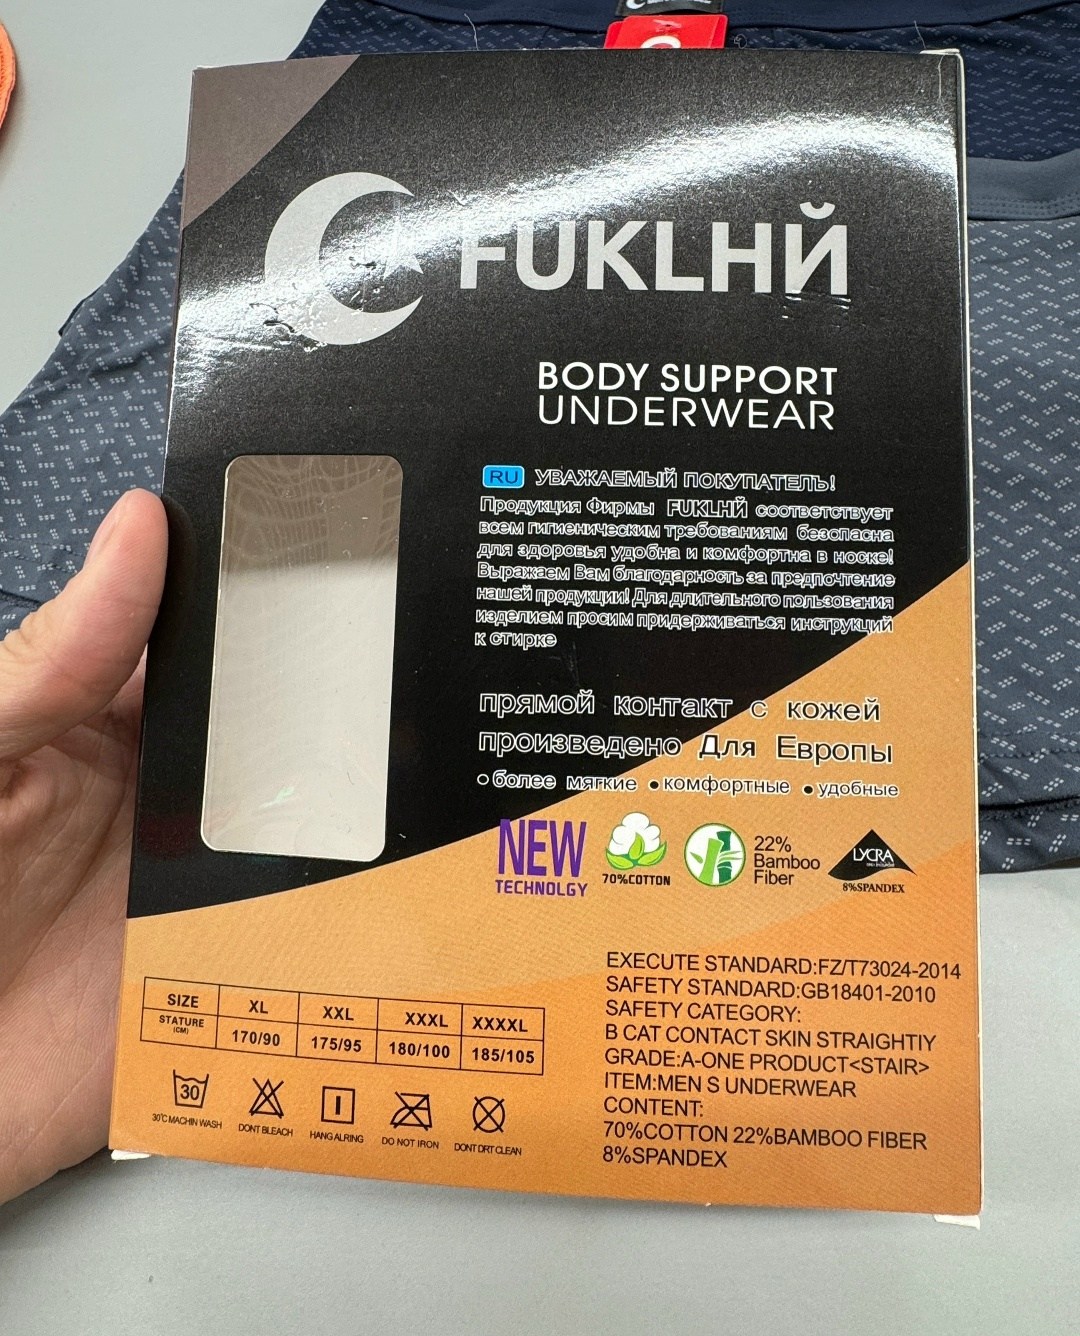 FUKLHЙ
BODY SUPPORT
UNDERWEAR
RU УВАЖАЕМЫЙ ПОКУПАТЕЛЬ!
Продукция Фирмы FUKLHЙ соответствует
всем гигиеническим требованиям безопасна
для здоровья удобна и комфортна в носке!
Выражаем Вам благодарность за предпочтение
нашей продукции! Для длительного пользования
изделием просим придерживаться инструкций
к стирке
прямой контакт с кожей
произведено Для Европы
более мягкие • комфортные • удобные
NEW
TECHNOLGY
70%COTTON
22%
Bamboo
Fiber
LYCRA
8%SPANDEX
EXECUTE STANDARD:FZ/T73024-2014
SAFETY STANDARD:GB18401-2010
SAFETY CATEGORY:
B CAT CONTACT SKIN STRAIGHTIY
GRADE:A-ONE PRODUCT<STAIR>
ITEM:MEN S UNDERWEAR
CONTENT:
70%COTTON 22%BAMBOO FIBER
8%SPANDEX
SIZE XL XXL XXXL XXXXL
STATURE (CM) 170/90 175/95 180/100 185/105
30
30°C MACHIN WASH DONT BLEACH HANG ALRING DO NOT IRON DONT DRT CLEAN